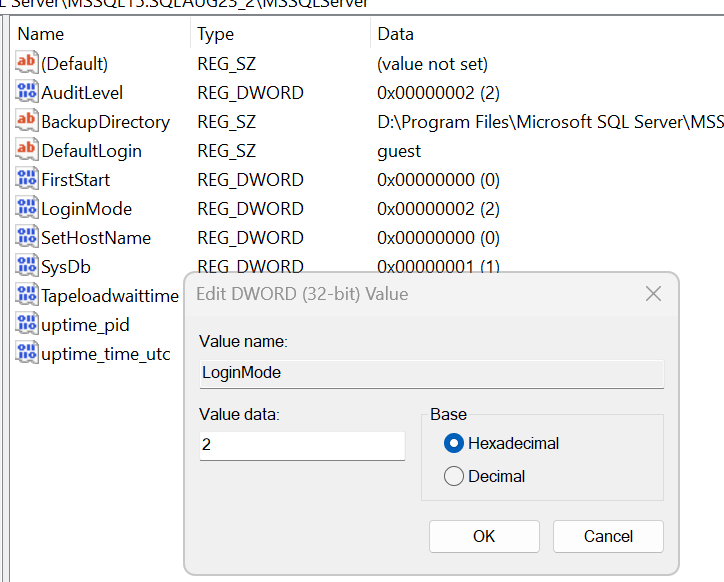 L Server\MSSQL15.SQLAUG23_2\MSSQLServer
Name Type Data
(Default) REG_SZ (value not set)
AuditLevel REG_DWORD 0x00000002 (2)
BackupDirectory REG_SZ D:\Program Files\Microsoft SQL Server\MSS
DefaultLogin REG_SZ guest
FirstStart REG_DWORD 0x00000000 (0)
LoginMode REG_DWORD 0x00000002 (2)
SetHostName REG_DWORD 0x00000000 (0)
SysDb REG_DWORD 0x00000001 (1)
Tapeloadwaittime
uptime_pid
uptime_time_utc
Edit DWORD (32-bit) Value
Value name:
LoginMode
Value data:
2
Base
Hexadecimal
Decimal
OK Cancel